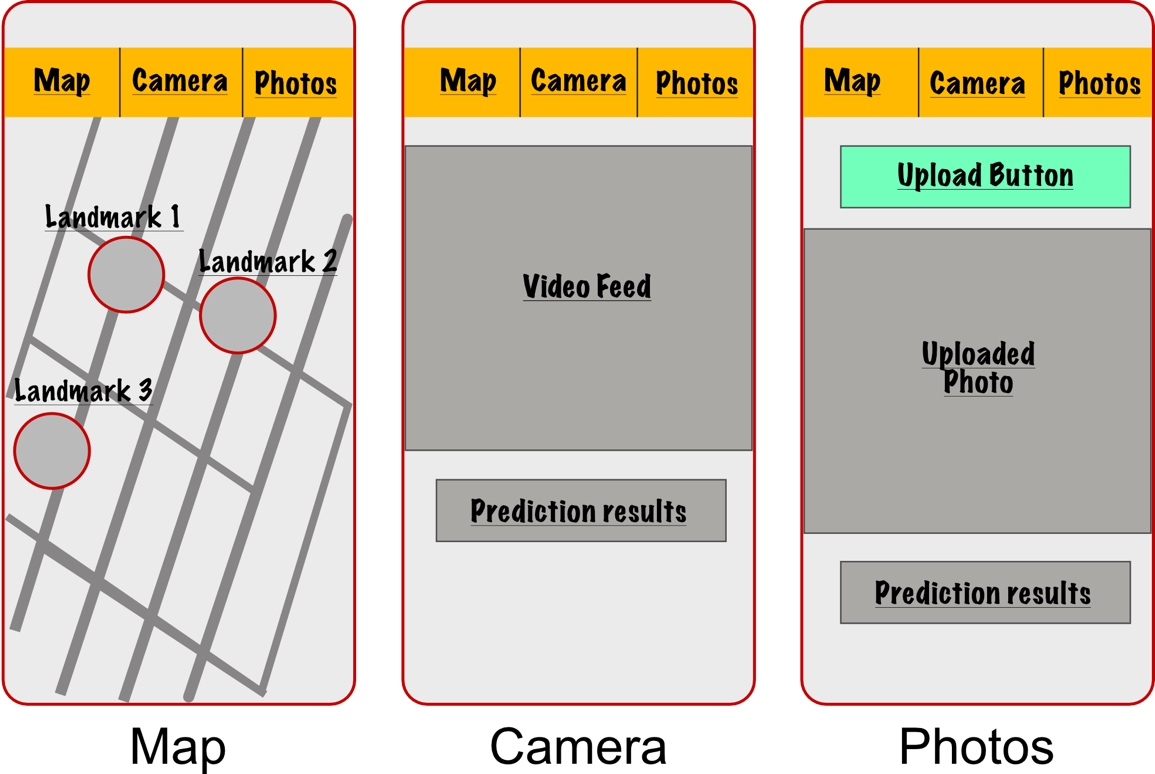 Map Camera Photos
Landmark 1
Landmark 2
Landmark 3
Map
Map Camera Photos
Video Feed
Prediction results
Camera
Map Camera Photos
Upload Button
Uploaded
Photo
Prediction results
Photos